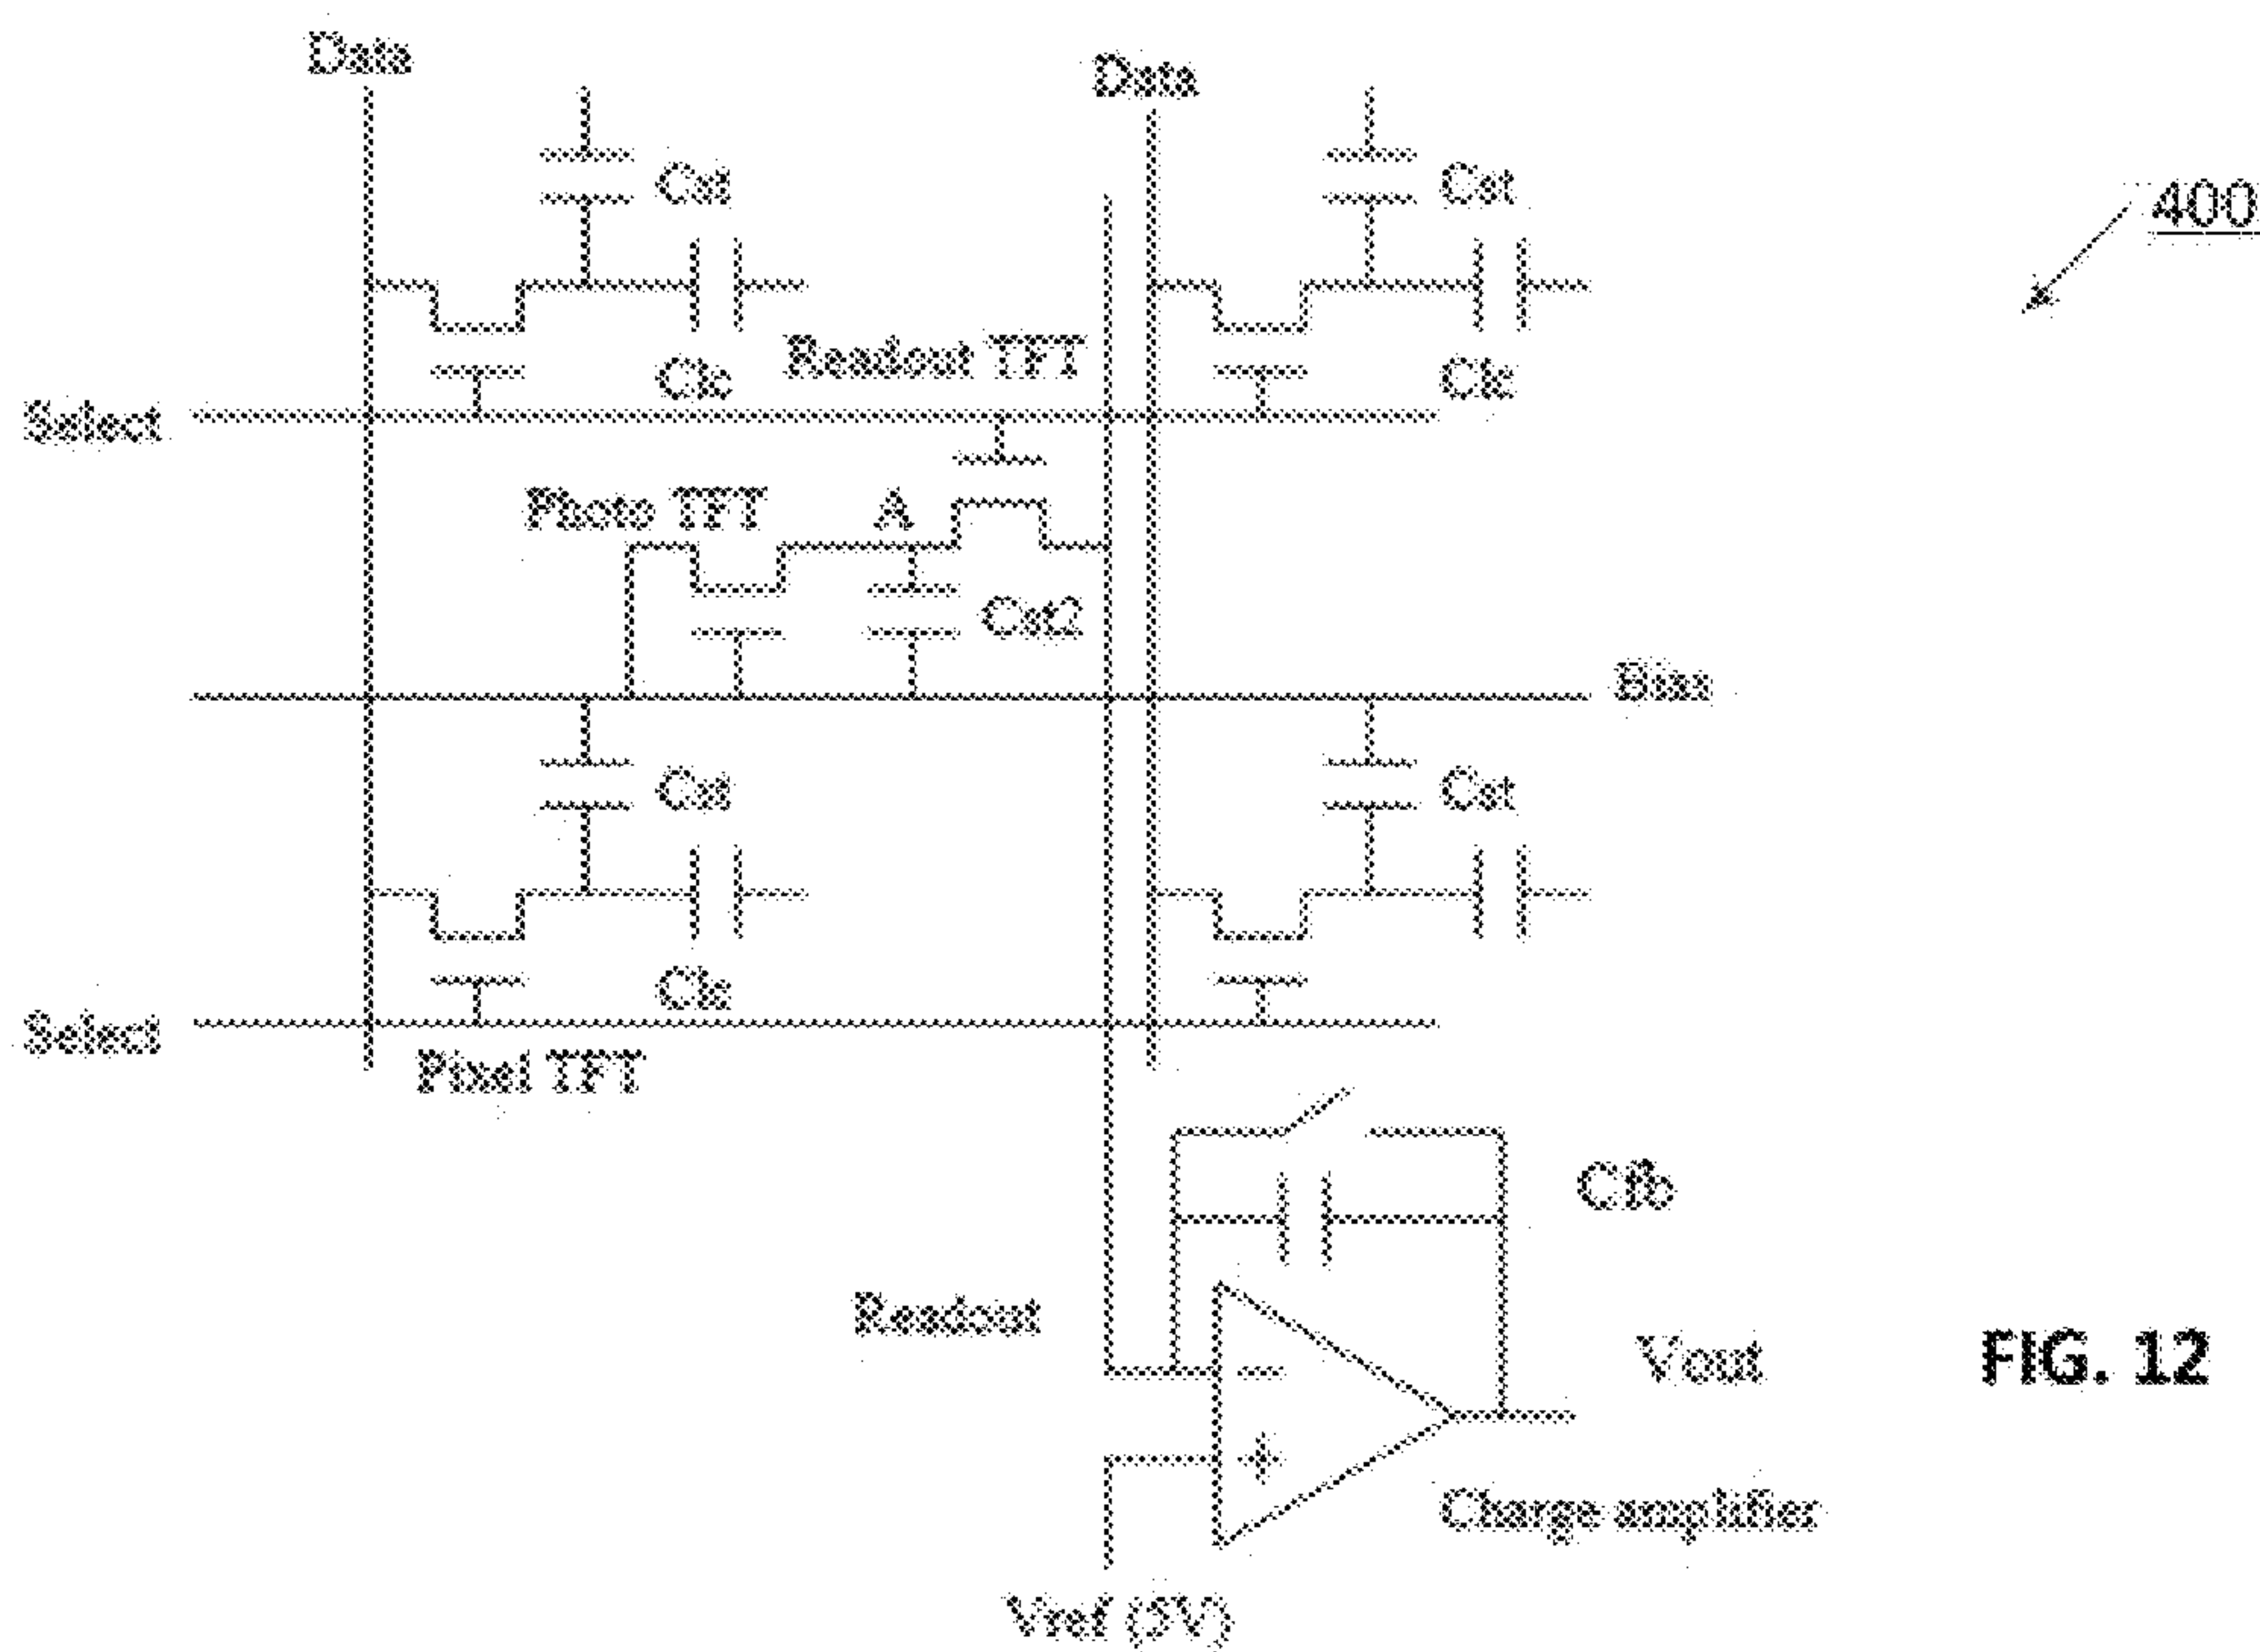 Data
Data
Cst
Cst
400
Readout TFT
Clc
Clc
Select
Photo TFT
A
Cst2
Bias
Cst
Cst
Clc
Select
Pixel TFT
Cfb
Readout
−
Vout
FIG. 12
+
Charge amplifier
Vref (5V)